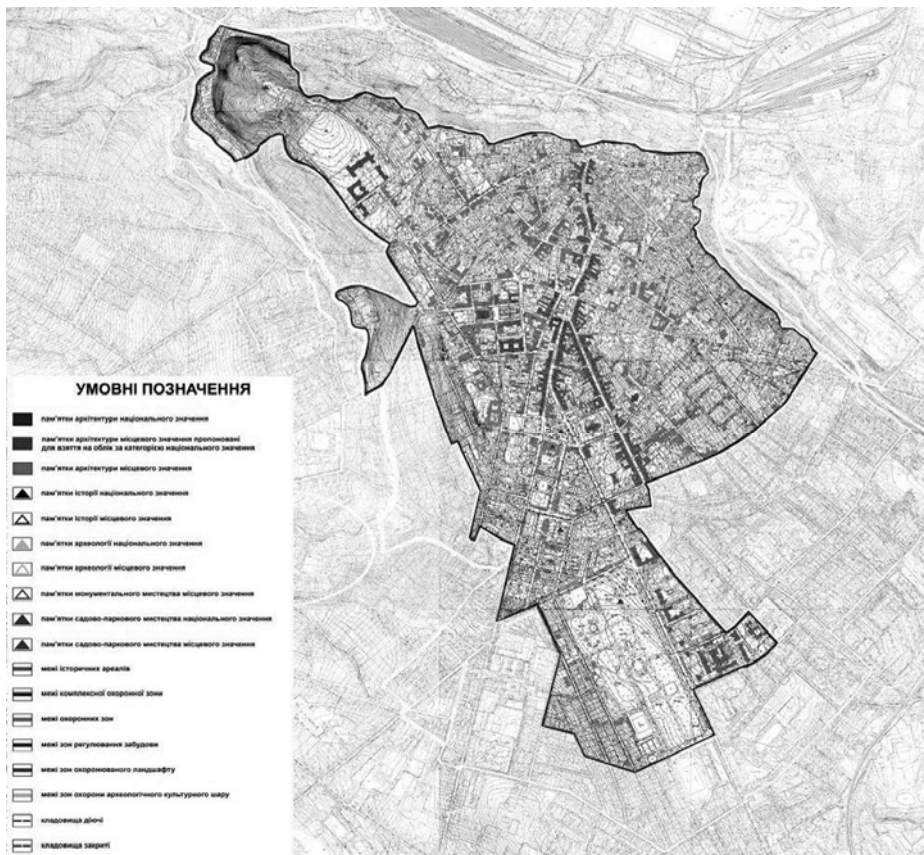 УМОВНІ ПОЗНАЧЕННЯ
пам'ятки архітектури національного значення
пам'ятки архітектури місцевого значення пропоновані
для взяття на облік за категорією національного значення
пам'ятки архітектури місцевого значення
пам'ятки історії національного значення
пам'ятки історії місцевого значення
пам'ятки археології національного значення
пам'ятки археології місцевого значення
пам'ятки монументального мистецтва місцевого значення
пам'ятки садово-паркового мистецтва національного значення
пам'ятки садово-паркового мистецтва місцевого значення
межі історичних ареалів
межі комплексної охоронної зони
межі охоронних зон
межі зон регулювання забудови
межі зон охоронюваного ландшафту
межі зон охорони археологічного культурного шару
кладовища діючі
кладовища закриті